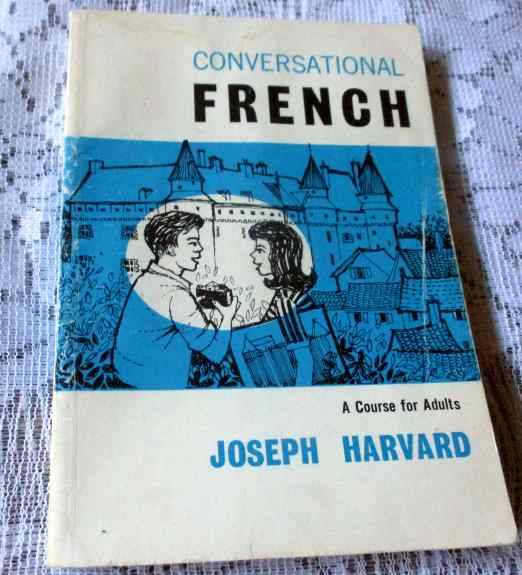 CONVERSATIONAL
FRENCH
A Course for Adults
JOSEPH HARVARD